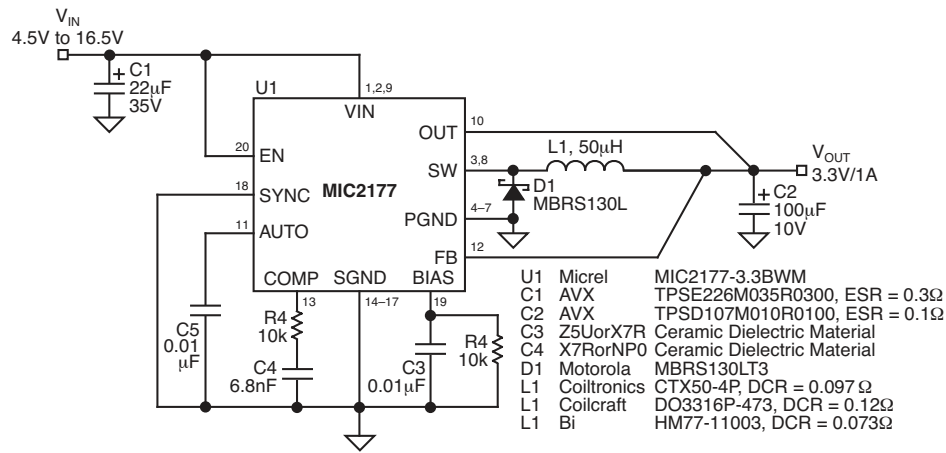 V_IN
4.5V to 16.5V
C1
22µF
35V
U1
1,2,9
VIN
OUT
10
L1, 50µH
20
EN
SW
3,8
V_OUT
3.3V/1A
18
SYNC
MIC2177
D1
MBRS130L
C2
100µF
10V
PGND
4–7
11
AUTO
FB
12
COMP
SGND
BIAS
13
14–17
19
R4
10k
C5
0.01
µF
C4
6.8nF
C3
0.01µF
R4
10k
U1 Micrel MIC2177-3.3BWM
C1 AVX TPSE226M035R0300, ESR = 0.3Ω
C2 AVX TPSD107M010R0100, ESR = 0.1Ω
C3 Z5UorX7R Ceramic Dielectric Material
C4 X7RorNP0 Ceramic Dielectric Material
D1 Motorola MBRS130LT3
L1 Coiltronics CTX50-4P, DCR = 0.097 Ω
L1 Coilcraft DO3316P-473, DCR = 0.12Ω
L1 Bi HM77-11003, DCR = 0.073Ω